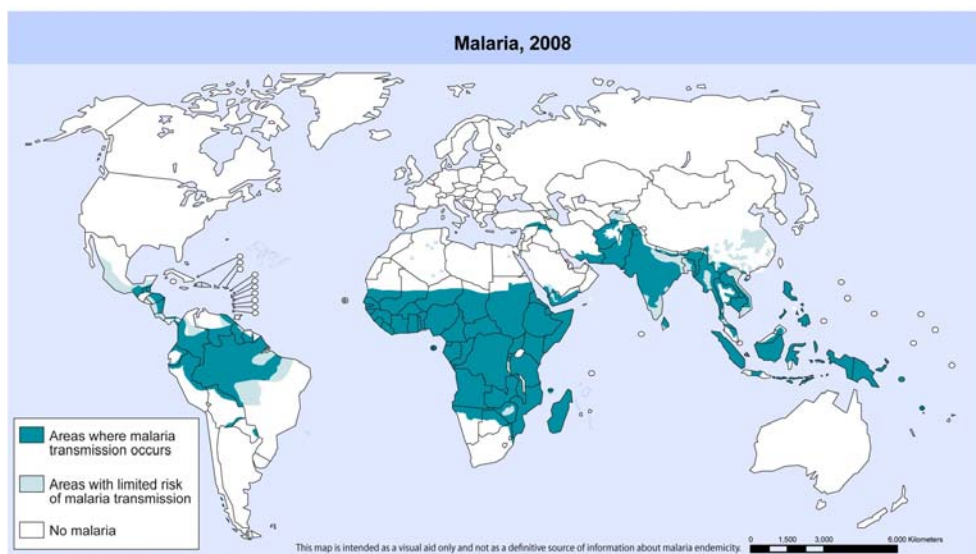 Malaria, 2008
Areas where malaria
transmission occurs
Areas with limited risk
of malaria transmission
No malaria
This map is intended as a visual aid only and not as a definitive source of information about malaria endemicity.
0 1,500 3,000 6,000 Kilometers